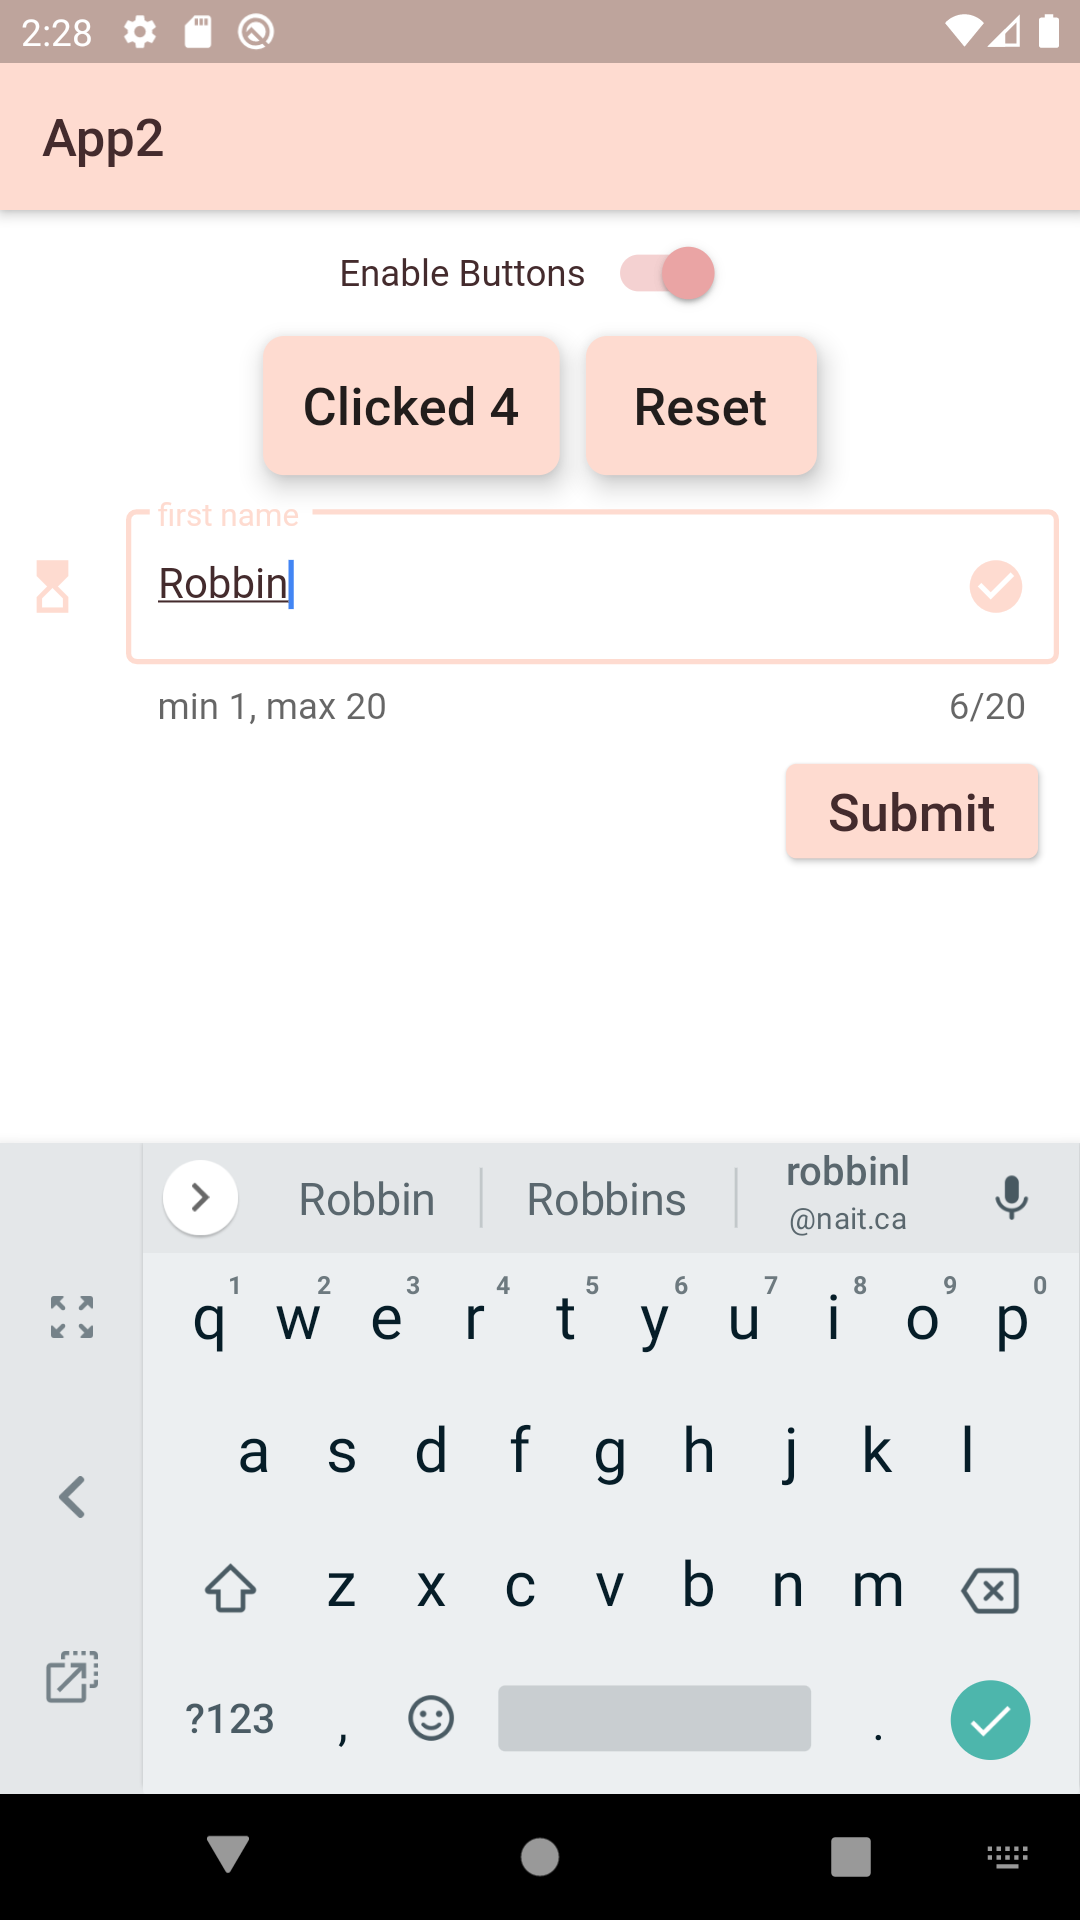 2:28
App2
Enable Buttons
Clicked 4 Reset
first name
Robbin
min 1, max 20 6/20
Submit
Robbin Robbins robbinl
@nait.ca
1 2 3 4 5 6 7 8 9 0
q w e r t y u i o p
a s d f g h j k l
z x c v b n m
?123 , .